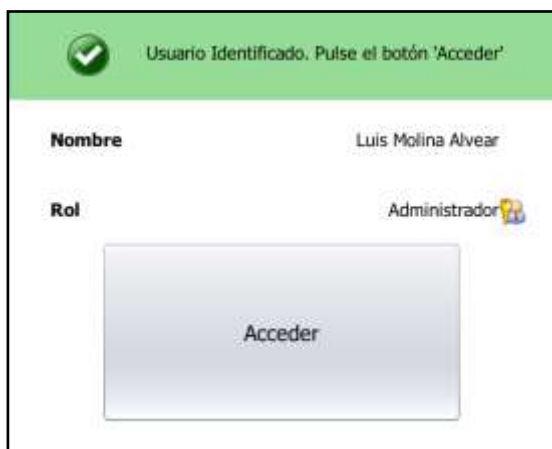 Usuario Identificado. Pulse el botón 'Acceder'
Nombre Luis Molina Alvear
Rol Administrador
Acceder